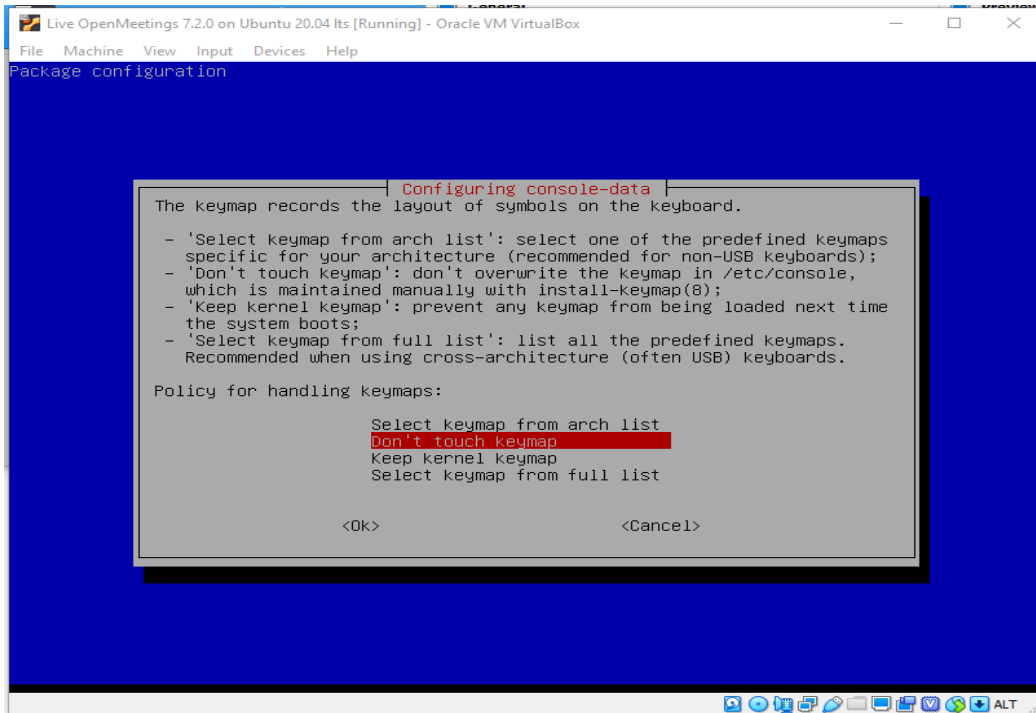 General
Preview
Live OpenMeetings 7.2.0 on Ubuntu 20.04 lts [Running] - Oracle VM VirtualBox
File Machine View Input Devices Help
Package configuration
Configuring console-data
The keymap records the layout of symbols on the keyboard.
- 'Select keymap from arch list': select one of the predefined keymaps
specific for your architecture (recommended for non-USB keyboards);
- 'Don't touch keymap': don't overwrite the keymap in /etc/console,
which is maintained manually with install-keymap(8);
- 'Keep kernel keymap': prevent any keymap from being loaded next time
the system boots;
- 'Select keymap from full list': list all the predefined keymaps.
Recommended when using cross-architecture (often USB) keyboards.
Policy for handling keymaps:
Select keymap from arch list
Don't touch keymap
Keep kernel keymap
Select keymap from full list
<Ok> <Cancel>
ALT